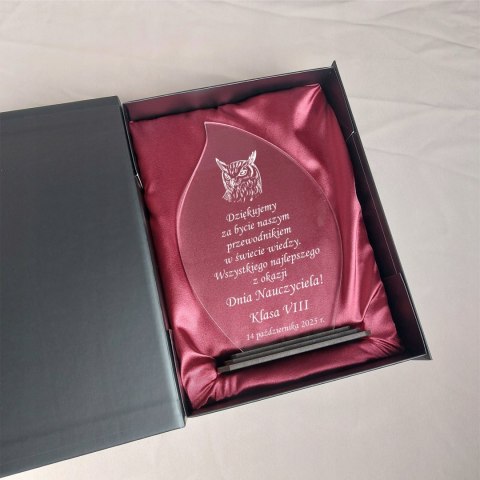 Dziękujemy
za bycie naszym
przewodnikiem
w świecie wiedzy.
Wszystkiego najlepszego
z okazji
Dnia Nauczyciela!
Klasa VIII
14 października 2025 r.